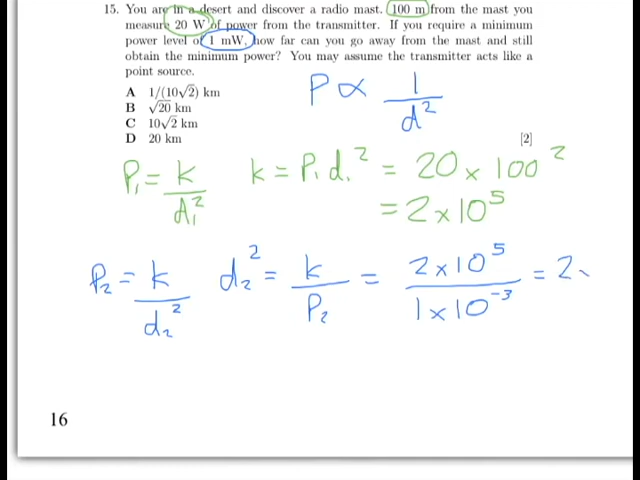 15. You are in a desert and discover a radio mast. 100 m from the mast you
measure 20 W of power from the transmitter. If you require a minimum
power level of 1 mW, how far can you go away from the mast and still
obtain the minimum power? You may assume the transmitter acts like a
point source.
A 1/(10√2) km
B √20 km
C 10√2 km
D 20 km
[2]
P ∝ 1/d²
P₁ = k/d₁² k = P₁d₁² = 20 × 100²
= 2 × 10⁵
P₂ = k/d₂² d₂² = k/P₂ = 2 × 10⁵/1 × 10⁻³ = 2
16